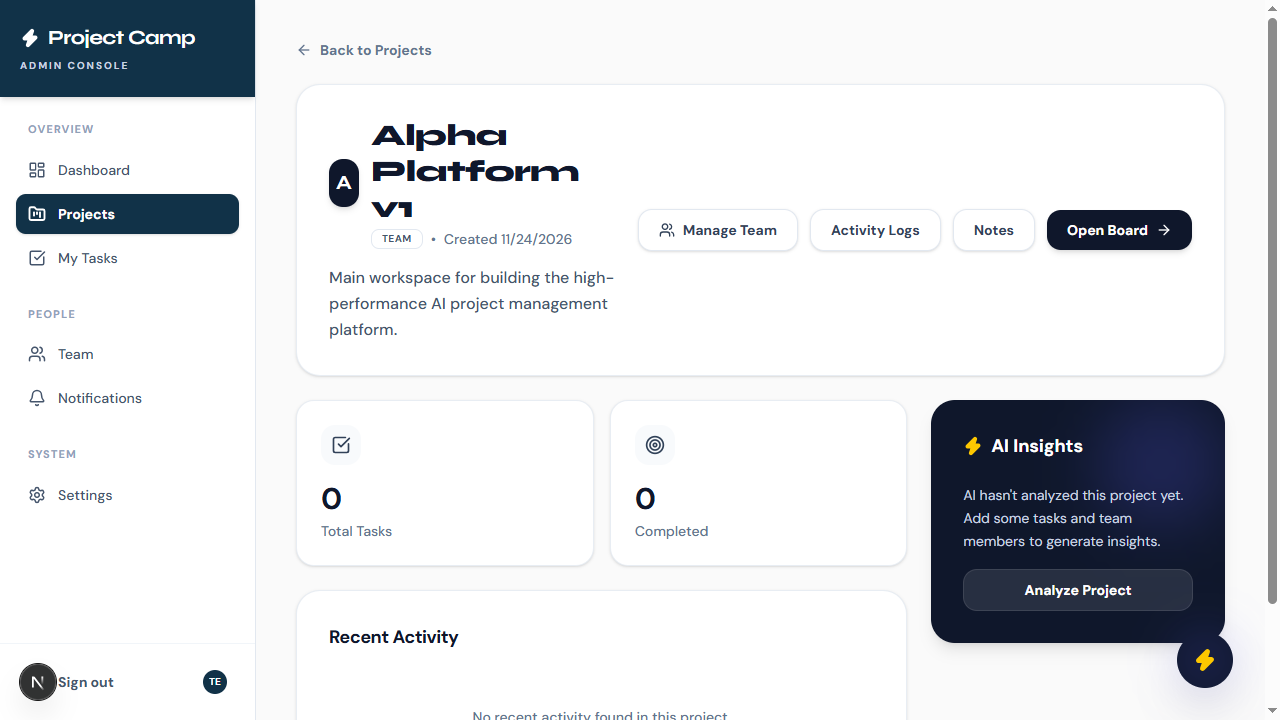 Project Camp
ADMIN CONSOLE
OVERVIEW
Dashboard
Projects
My Tasks
PEOPLE
Team
Notifications
SYSTEM
Settings
N
Sign out
TE
Back to Projects
A
Alpha
Platform
v1
TEAM • Created 11/24/2026
Main workspace for building the high-
performance AI project management
platform.
Manage Team
Activity Logs
Notes
Open Board
0
Total Tasks
0
Completed
AI Insights
AI hasn't analyzed this project yet.
Add some tasks and team
members to generate insights.
Analyze Project
Recent Activity
No recent activity found in this project